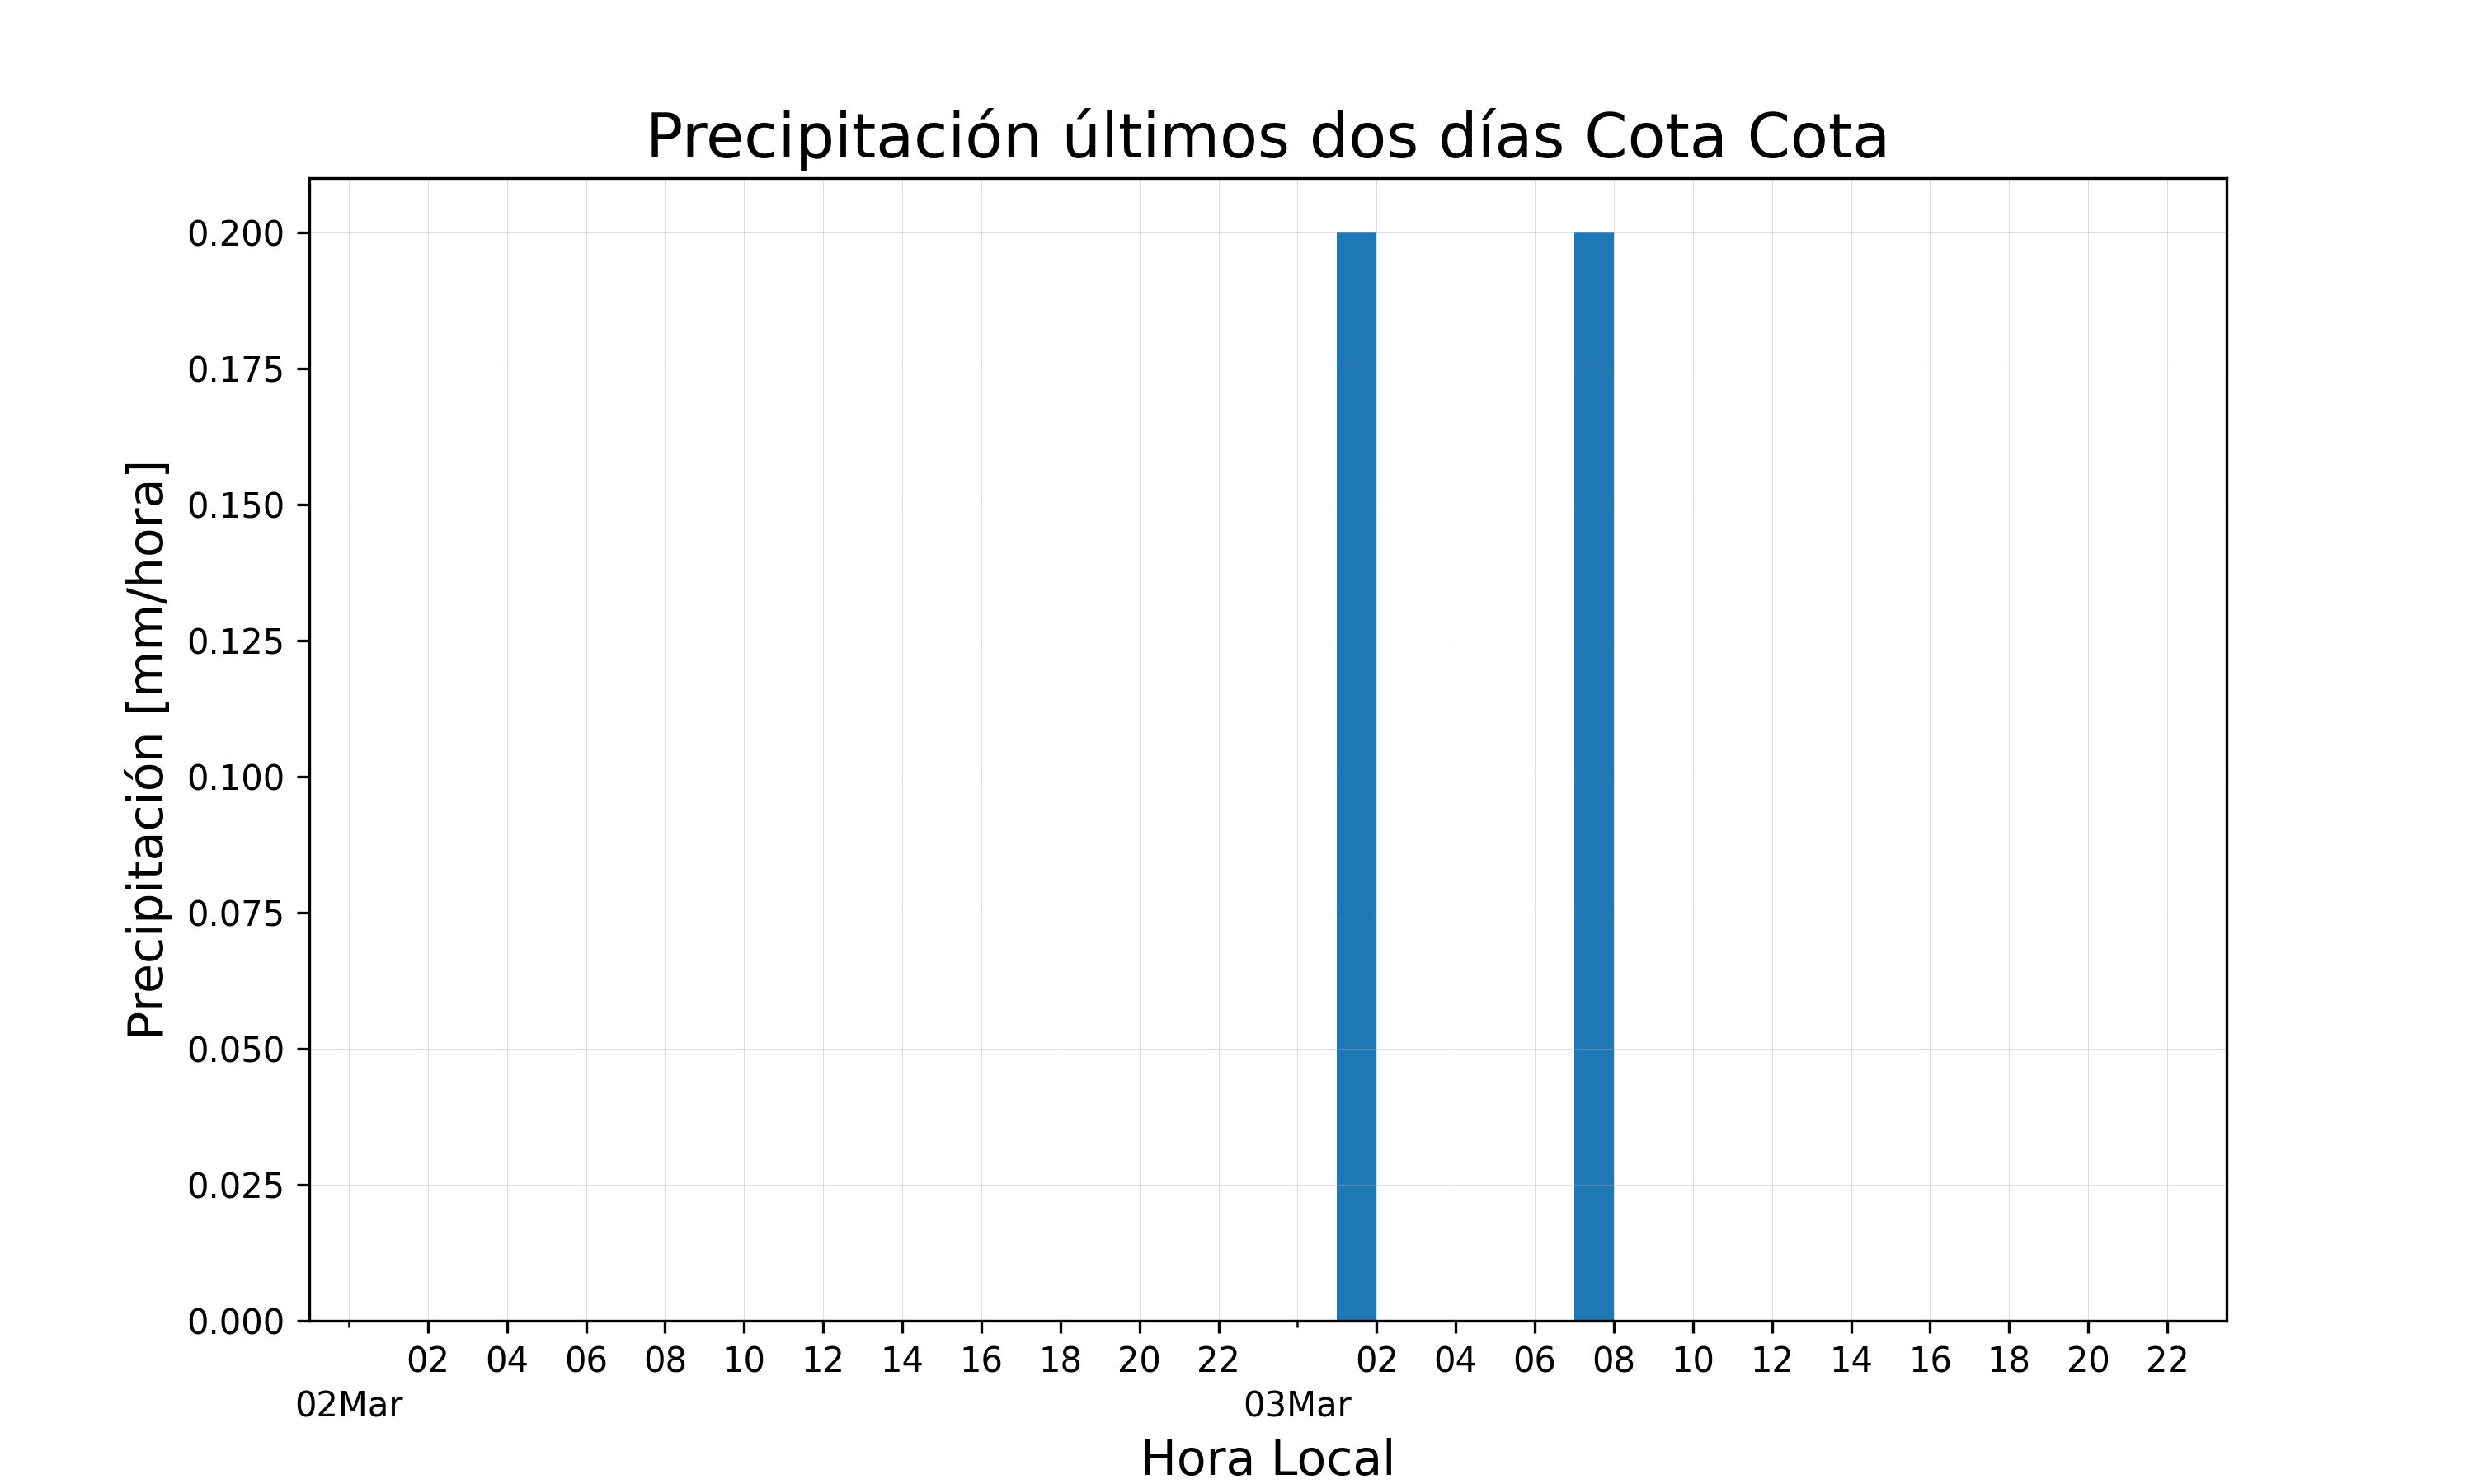 Precipitación últimos dos días Cota Cota
Precipitación [mm/hora]
0.200
0.175
0.150
0.125
0.100
0.075
0.050
0.025
0.000
02 04 06 08 10 12 14 16 18 20 22 02 04 06 08 10 12 14 16 18 20 22
02Mar 03Mar
Hora Local